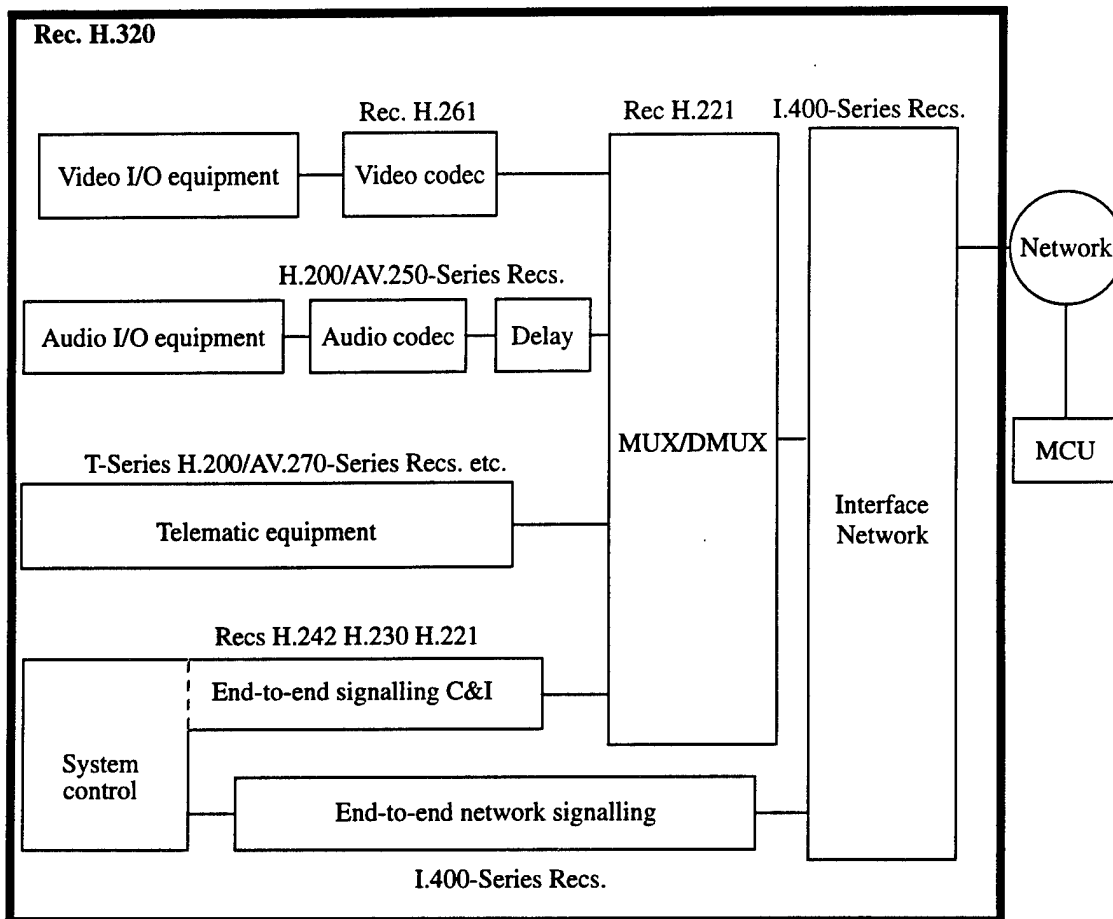 Rec. H.320
Rec. H.261
Rec H.221
I.400-Series Recs.
Video I/O equipment
Video codec
Network
H.200/AV.250-Series Recs.
Audio I/O equipment
Audio codec
Delay
MUX/DMUX
MCU
T-Series H.200/AV.270-Series Recs. etc.
Telematic equipment
Interface
Network
Recs H.242 H.230 H.221
End-to-end signalling C&I
System
control
End-to-end network signalling
I.400-Series Recs.